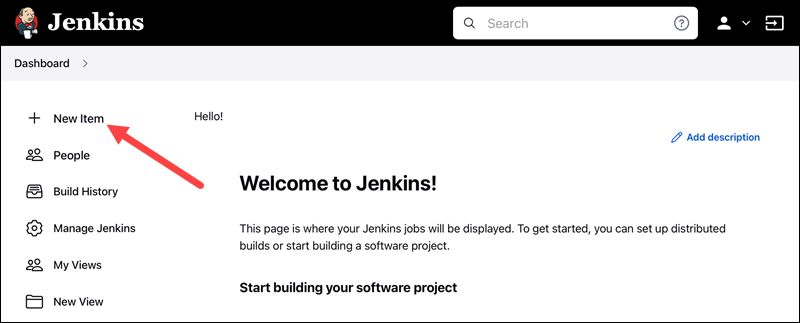 Jenkins
Search
Dashboard
New Item
Hello!
Add description
People
Welcome to Jenkins!
Build History
Manage Jenkins
This page is where your Jenkins jobs will be displayed. To get started, you can set up distributed
builds or start building a software project.
My Views
Start building your software project
New View